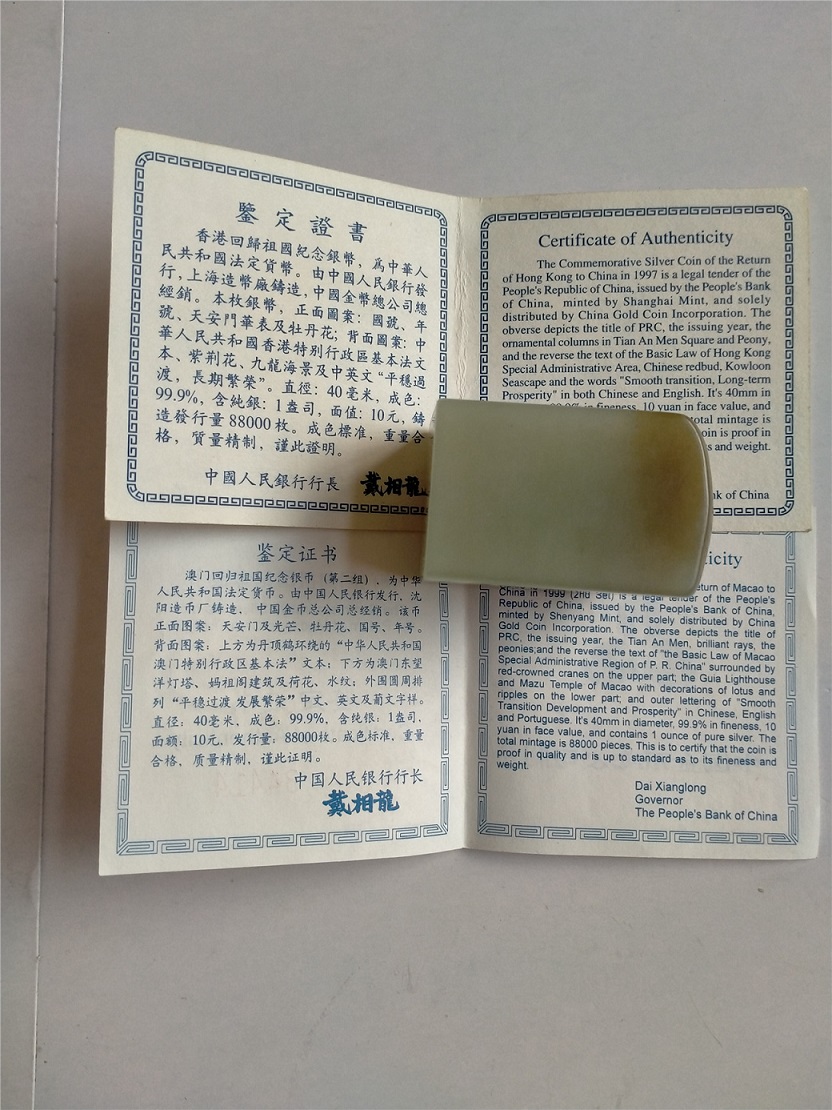 鑒定證書
香港回歸祖國紀念銀幣，爲中華人
民共和國法定貨幣。由中國人民銀行發
行，上海造幣廠鑄造，中國金幣總公司總
經銷。本枚銀幣，正面圖案：國號、年
號、天安門華表及牡丹花；背面圖案：中
華人民共和國香港特别行政區基本法文
本、紫荆花、九龍海景及中英文“平穩過
渡，長期繁榮”。直徑：40毫米，成色：
99.9%，含純銀：1盎司，面值：10元，鑄
造發行量88000枚。成色標准，重量合
格，質量精制，謹此證明。
中國人民銀行行長 戴相龍
Certificate of Authenticity
The Commemorative Silver Coin of the Return
of Hong Kong to China in 1997 is a legal tender of the
People's Republic of China, issued by the People's Bank
of China, minted by Shanghai Mint, and solely
distributed by China Gold Coin Incorporation. The
obverse depicts the title of PRC, the issuing year, the
ornamental columns in Tian An Men Square and Peony,
and the reverse the text of the Basic Law of Hong Kong
Special Administrative Area, Chinese redbud, Kowloon
Seascape and the words "Smooth transition, Long-term
Prosperity" in both Chinese and English. It's 40mm in
in fineness, 10 yuan in face value, and
total mintage is
coin is proof in
and weight.
of China
鉴定证书
澳门回归祖国纪念银币（第二组），为中华
人民共和国法定货币。由中国人民银行发行，沈
阳造币厂铸造，中国金币总公司总经销。该币
正面图案：天安门及光芒、牡丹花、国号、年号。
背面图案：上方为丹顶鹤环绕的“中华人民共和国
澳门特别行政区基本法”文本；下方为澳门东望
洋灯塔、妈祖阁建筑及荷花、水纹；外围圆周排
列“平稳过渡 发展繁荣”中文、英文及葡文字样。
直径：40毫米，成色：99.9%，含纯银：1盎司，
面额：10元，发行量：88000枚。成色标准，重量
合格，质量精制，谨此证明。
中国人民银行行长
戴相龍
Return of Macao to
China in 1999 (2nd Set) is a legal tender of the People's
Republic of China, issued by the People's Bank of China,
minted by Shenyang Mint, and solely distributed by China
Gold Coin Incorporation. The obverse depicts the title of
PRC, the issuing year, the Tian An Men, brilliant rays, the
peonies;and the reverse the text of "the Basic Law of Macao
Special Administrative Region of P. R. China" surrounded by
red-crowned cranes on the upper part; the Guia Lighthouse
and Mazu Temple of Macao with decorations of lotus and
ripples on the lower part; and outer lettering of "Smooth
Transition Development and Prosperity" in Chinese, English
and Portuguese. It's 40mm in diameter, 99.9% in fineness, 10
yuan in face value, and contains 1 ounce of pure silver. The
total mintage is 88000 pieces. This is to certify that the coin is
proof in quality and is up to standard as to its fineness and
weight.
Dai Xianglong
Governor
The People's Bank of China